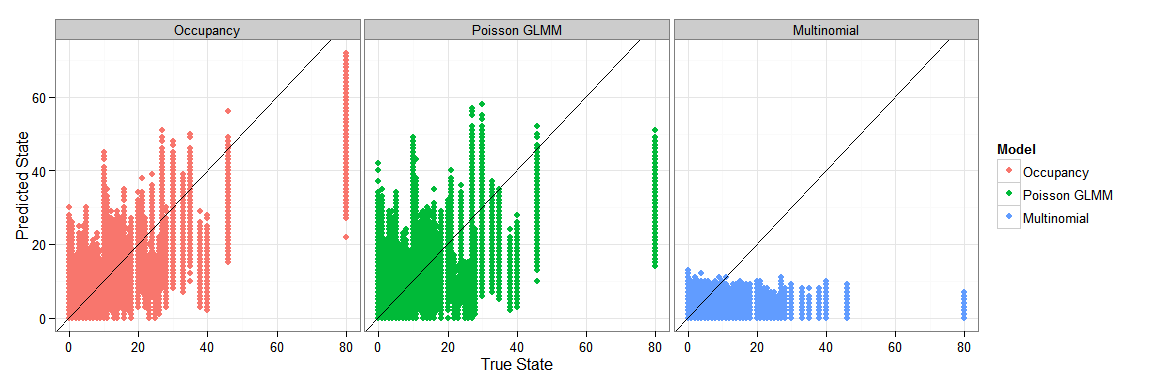 Occupancy Poisson GLMM Multinomial
Predicted State
60
40
20
0
0 20 40 60 80 0 20 40 60 80 0 20 40 60 80
True State
Model
Occupancy
Poisson GLMM
Multinomial